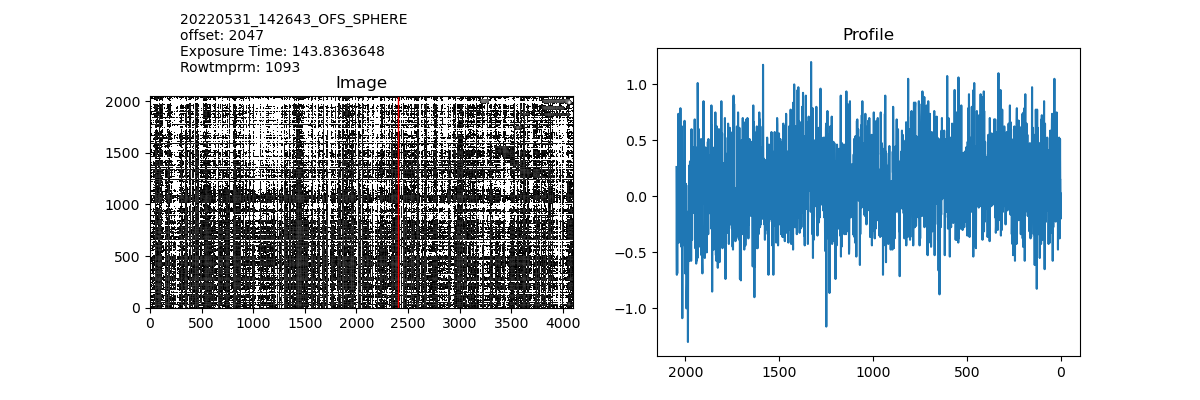 20220531_142643_OFS_SPHERE
offset: 2047
Exposure Time: 143.8363648
Rowtmprm: 1093
Image
2000
1500
1000
500
0
0 500 1000 1500 2000 2500 3000 3500 4000
Profile
1.0
0.5
0.0
−0.5
−1.0
2000 1500 1000 500 0